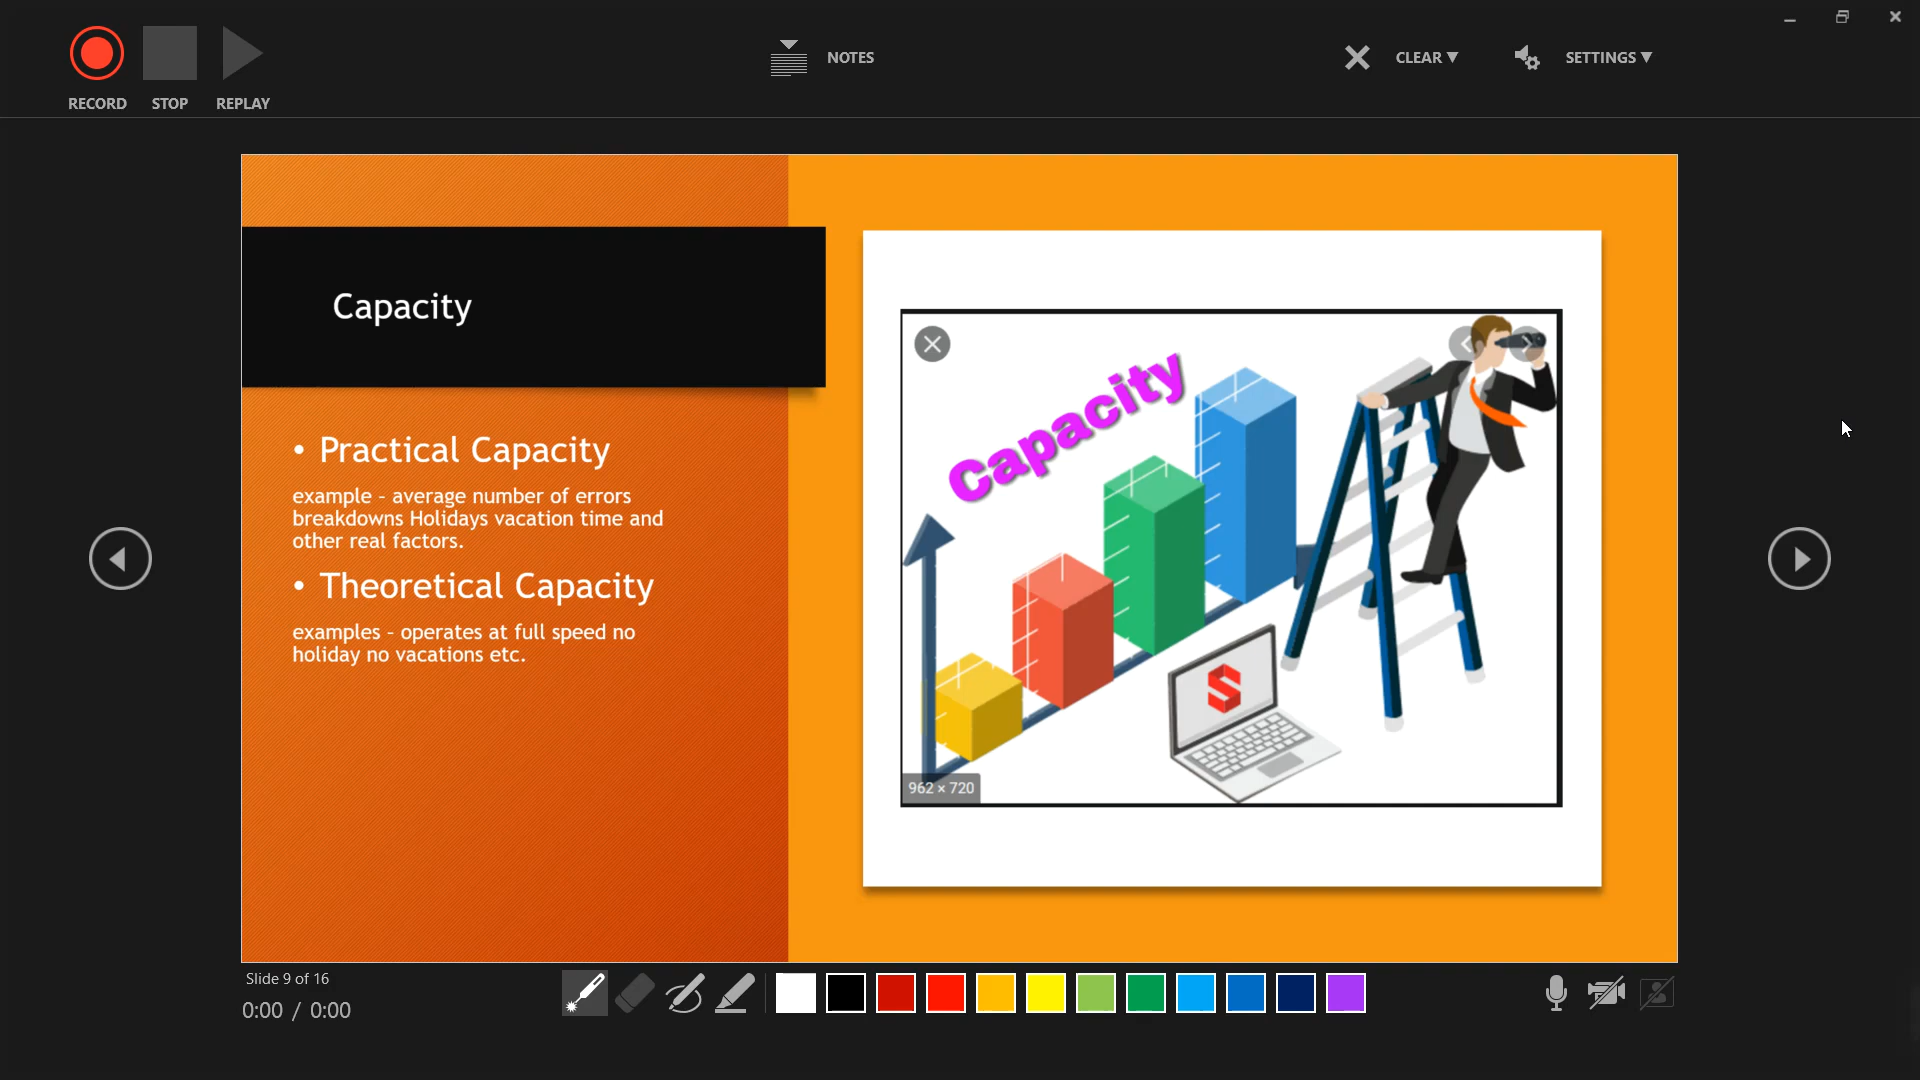 RECORD
STOP
REPLAY
NOTES
CLEAR
SETTINGS
Capacity
• Practical Capacity
example - average number of errors
breakdowns Holidays vacation time and
other real factors.
• Theoretical Capacity
examples - operates at full speed no
holiday no vacations etc.
Capacity
S
962 × 720
Slide 9 of 16
0:00 / 0:00